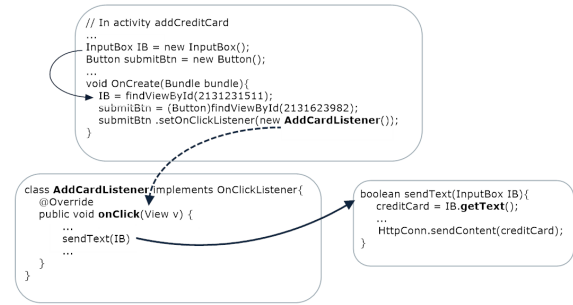 // In activity addCreditCard
...
InputBox IB = new InputBox();
Button submitBtn = new Button();
...
void OnCreate(Bundle bundle){
IB = findViewById(2131231511);
submitBtn = (Button)findViewById(2131623982);
submitBtn .setOnClickListener(new AddCardListener());
}
class AddCardListener implements OnClickListener{
@Override
public void onClick(View v) {
...
sendText(IB)
...
}
}
boolean sendText(InputBox IB){
creditCard = IB.getText();
...
HttpConn.sendContent(creditCard);
}